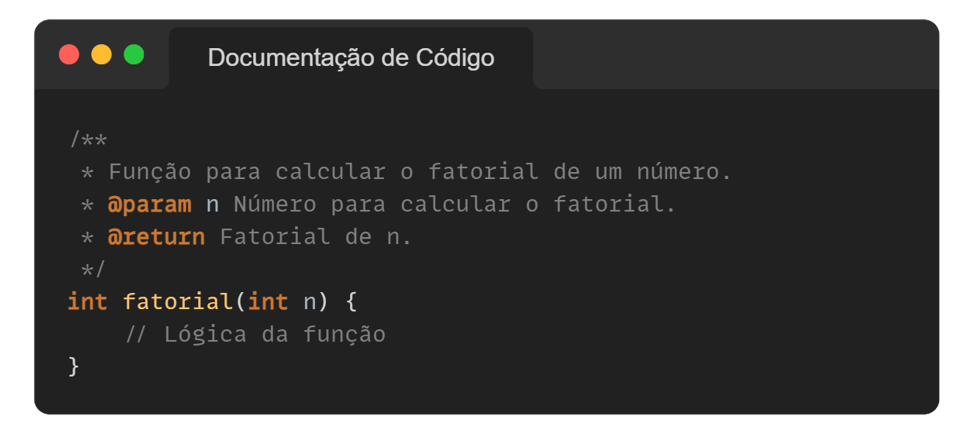 Documentação de Código
/**
 * Função para calcular o fatorial de um número.
 * @param n Número para calcular o fatorial.
 * @return Fatorial de n.
 */
int fatorial(int n) {
    // Lógica da função
}